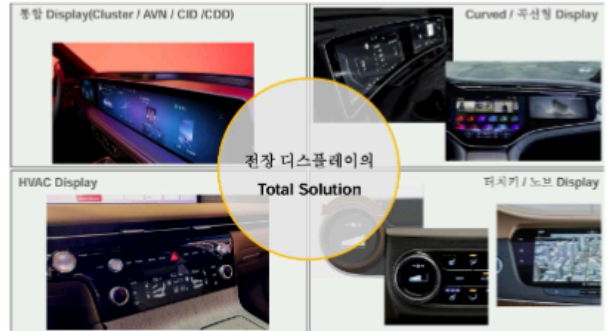 통합 Display(Cluster / AVN / CID /CDD)
Curved / 곡선형 Display
전장 디스플레이의
Total Solution
HVAC Display
터치키 / 노브 Display